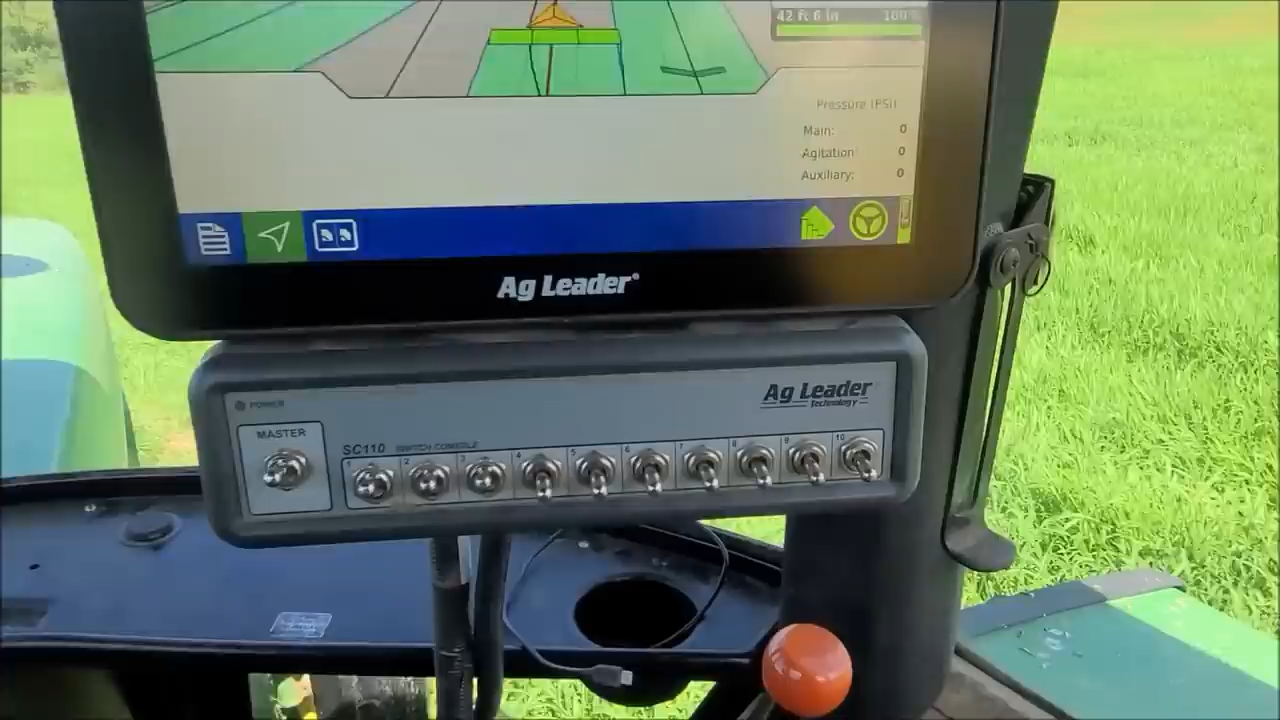 42 ft 6 in 100%
Pressure (PSI)
Main: 0
Agitation: 0
Auxiliary: 0
Ag Leader
POWER
Ag Leader
Technology
MASTER
SC110 SWITCH CONSOLE
1 2 3 4 5 6 7 8 9 10